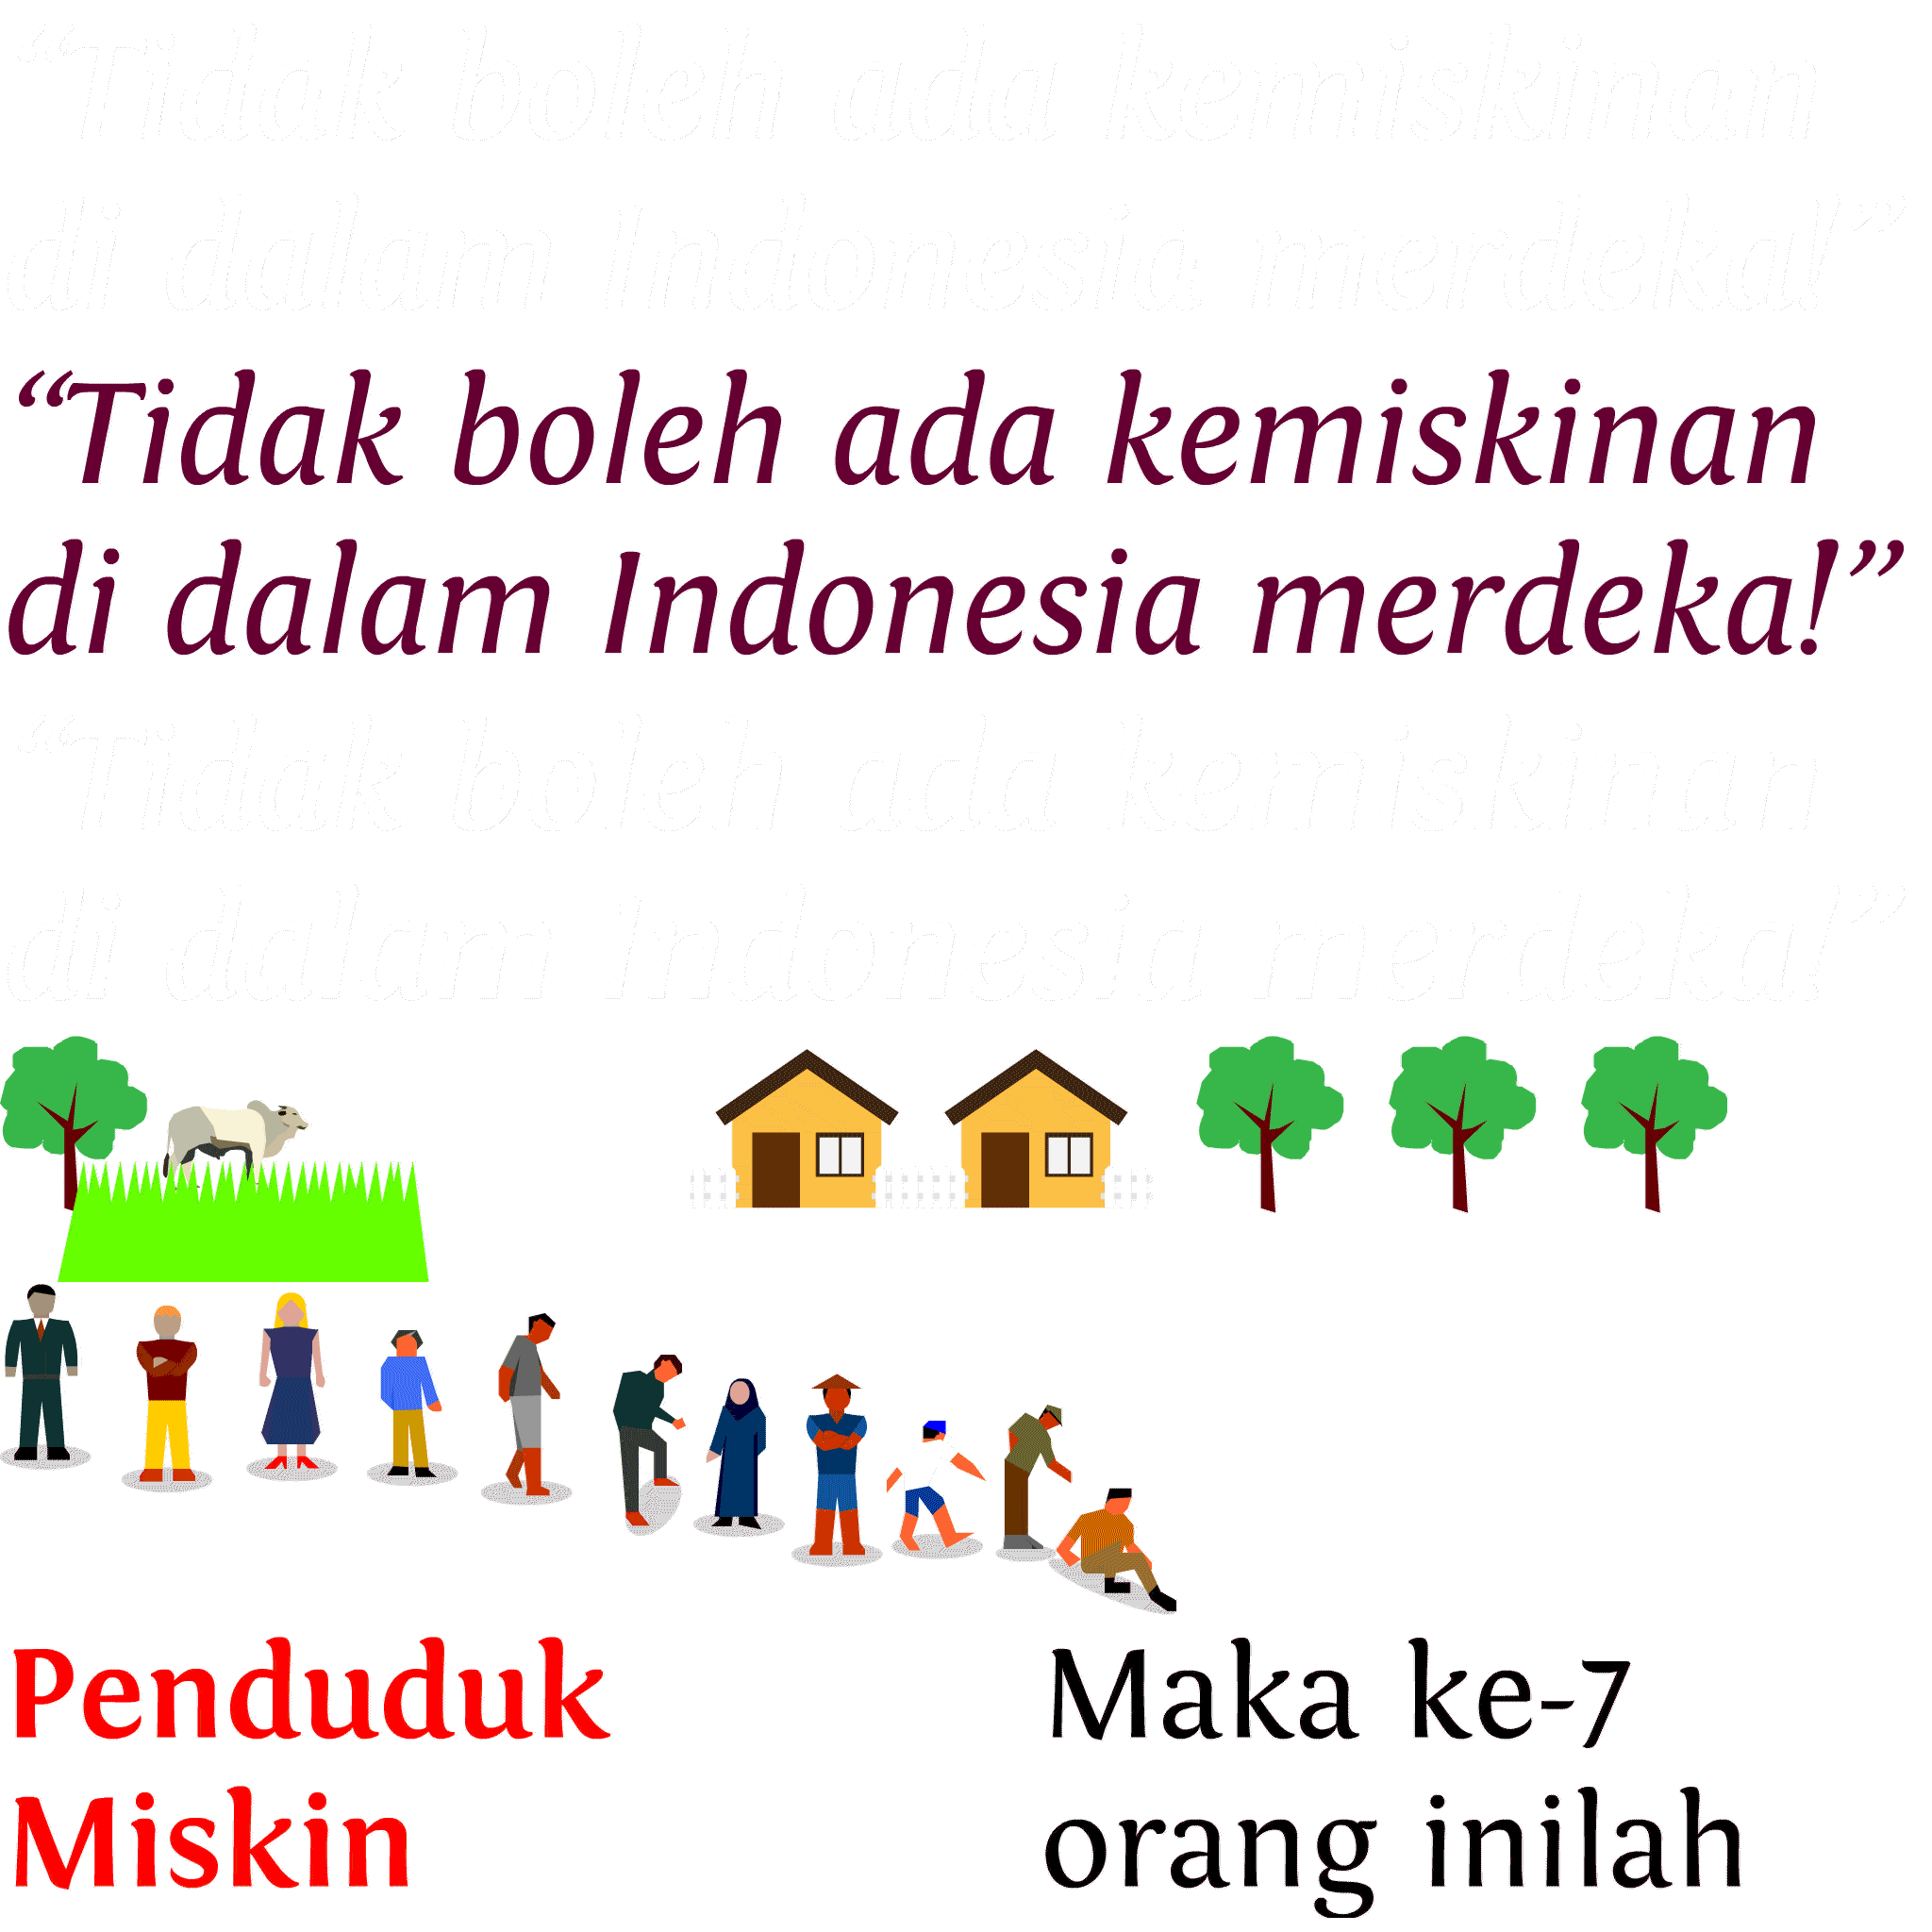 “Tidak boleh ada kemiskinan
di dalam Indonesia merdeka!”
“Tidak boleh ada kemiskinan
di dalam Indonesia merdeka!”
“Tidak boleh ada kemiskinan
di dalam Indonesia merdeka!”
Penduduk
Miskin
Maka ke-7
orang inilah